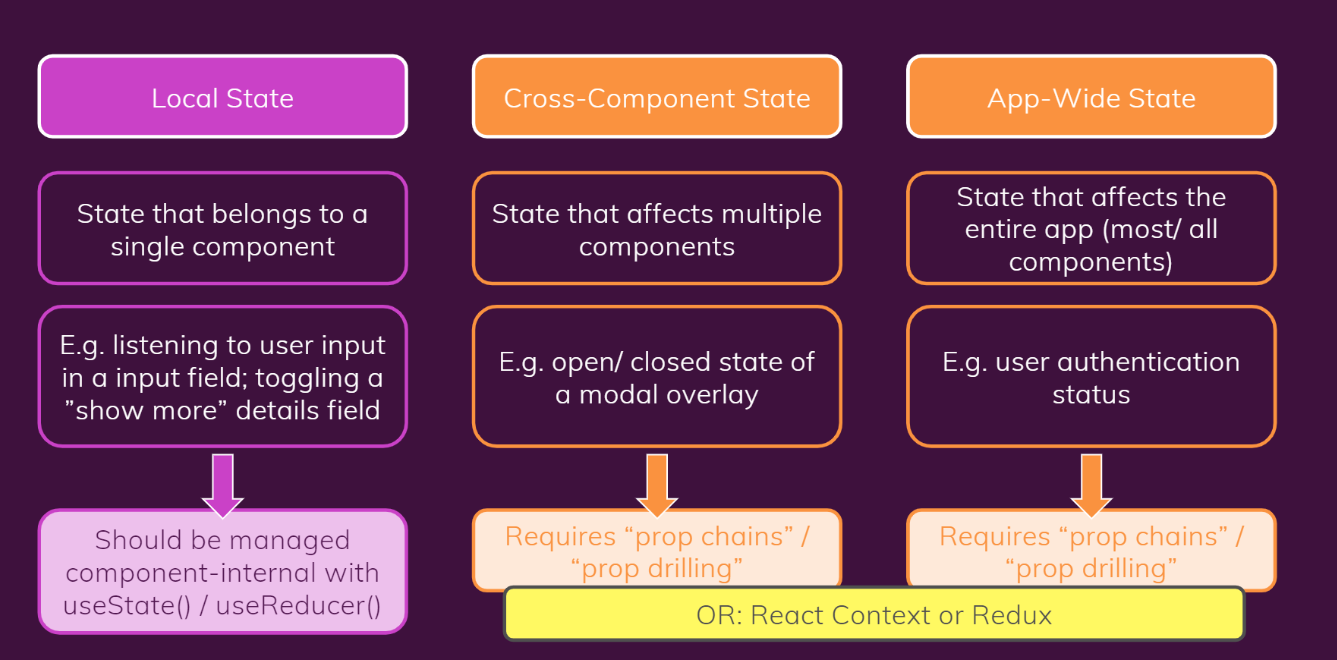 Local State
Cross-Component State
App-Wide State
State that belongs to a
single component
State that affects multiple
components
State that affects the
entire app (most/ all
components)
E.g. listening to user input
in a input field; toggling a
”show more” details field
E.g. open/ closed state of
a modal overlay
E.g. user authentication
status
Should be managed
component-internal with
useState() / useReducer()
Requires “prop chains” /
“prop drilling”
Requires “prop chains” /
“prop drilling”
OR: React Context or Redux